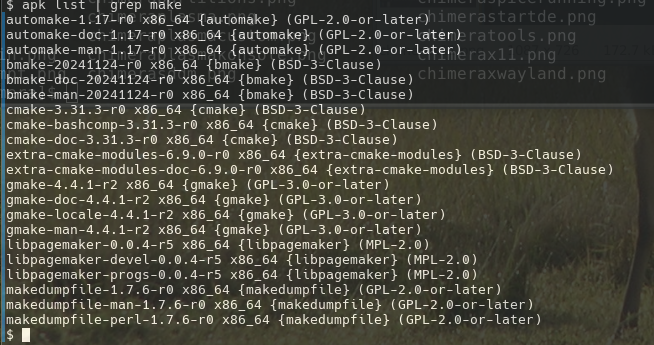 $ apk list | grep make
automake-1.17-r0 x86_64 {automake} (GPL-2.0-or-later)
automake-doc-1.17-r0 x86_64 {automake} (GPL-2.0-or-later)
automake-man-1.17-r0 x86_64 {automake} (GPL-2.0-or-later)
bmake-20241124-r0 x86_64 {bmake} (BSD-3-Clause)
bmake-doc-20241124-r0 x86_64 {bmake} (BSD-3-Clause)
bmake-man-20241124-r0 x86_64 {bmake} (BSD-3-Clause)
cmake-3.31.3-r0 x86_64 {cmake} (BSD-3-Clause)
cmake-bashcomp-3.31.3-r0 x86_64 {cmake} (BSD-3-Clause)
cmake-doc-3.31.3-r0 x86_64 {cmake} (BSD-3-Clause)
extra-cmake-modules-6.9.0-r0 x86_64 {extra-cmake-modules} (BSD-3-Clause)
extra-cmake-modules-doc-6.9.0-r0 x86_64 {extra-cmake-modules} (BSD-3-Clause)
gmake-4.4.1-r2 x86_64 {gmake} (GPL-3.0-or-later)
gmake-doc-4.4.1-r2 x86_64 {gmake} (GPL-3.0-or-later)
gmake-locale-4.4.1-r2 x86_64 {gmake} (GPL-3.0-or-later)
gmake-man-4.4.1-r2 x86_64 {gmake} (GPL-3.0-or-later)
libpagemaker-0.0.4-r5 x86_64 {libpagemaker} (MPL-2.0)
libpagemaker-devel-0.0.4-r5 x86_64 {libpagemaker} (MPL-2.0)
libpagemaker-progs-0.0.4-r5 x86_64 {libpagemaker} (MPL-2.0)
makedumpfile-1.7.6-r0 x86_64 {makedumpfile} (GPL-2.0-or-later)
makedumpfile-man-1.7.6-r0 x86_64 {makedumpfile} (GPL-2.0-or-later)
makedumpfile-perl-1.7.6-r0 x86_64 {makedumpfile} (GPL-2.0-or-later)
$
chimerastartde.png
chimeratools.png
chimerax11.png
chimeraxwayland.png